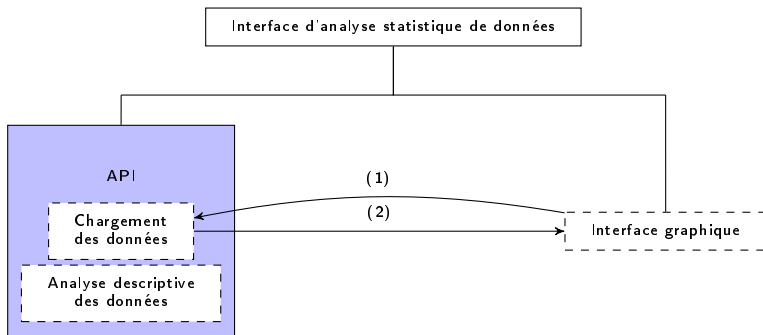 Interface d'analyse statistique de données
API
(1)
Chargement
des données
(2)
Interface graphique
Analyse descriptive
des données